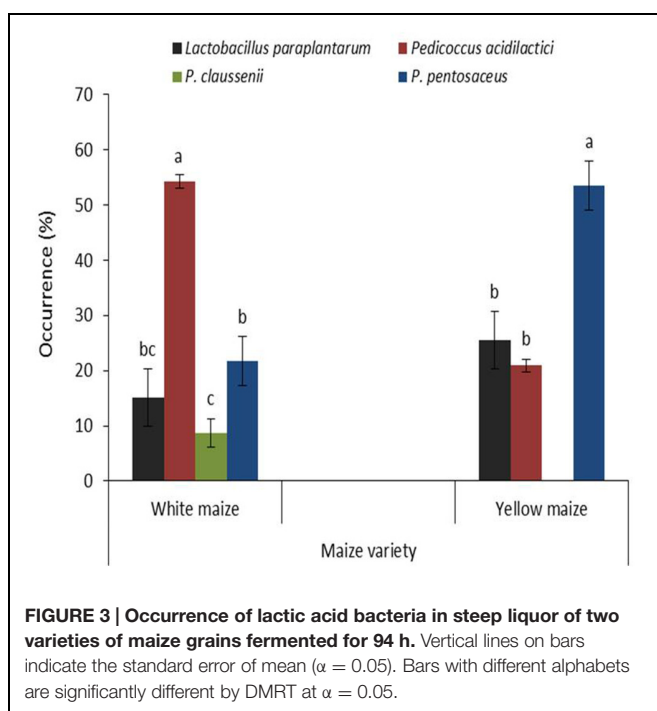 Lactobacillus paraplantarum Pedicoccus acidilactici
P. claussenii P. pentosaceus
70
60
50
40
30
20
10
0
Occurrence (%)
bc
a
c
b
b
b
a
White maize Yellow maize
Maize variety
FIGURE 3 | Occurrence of lactic acid bacteria in steep liquor of two
varieties of maize grains fermented for 94 h. Vertical lines on bars
indicate the standard error of mean (α = 0.05). Bars with different alphabets
are significantly different by DMRT at α = 0.05.